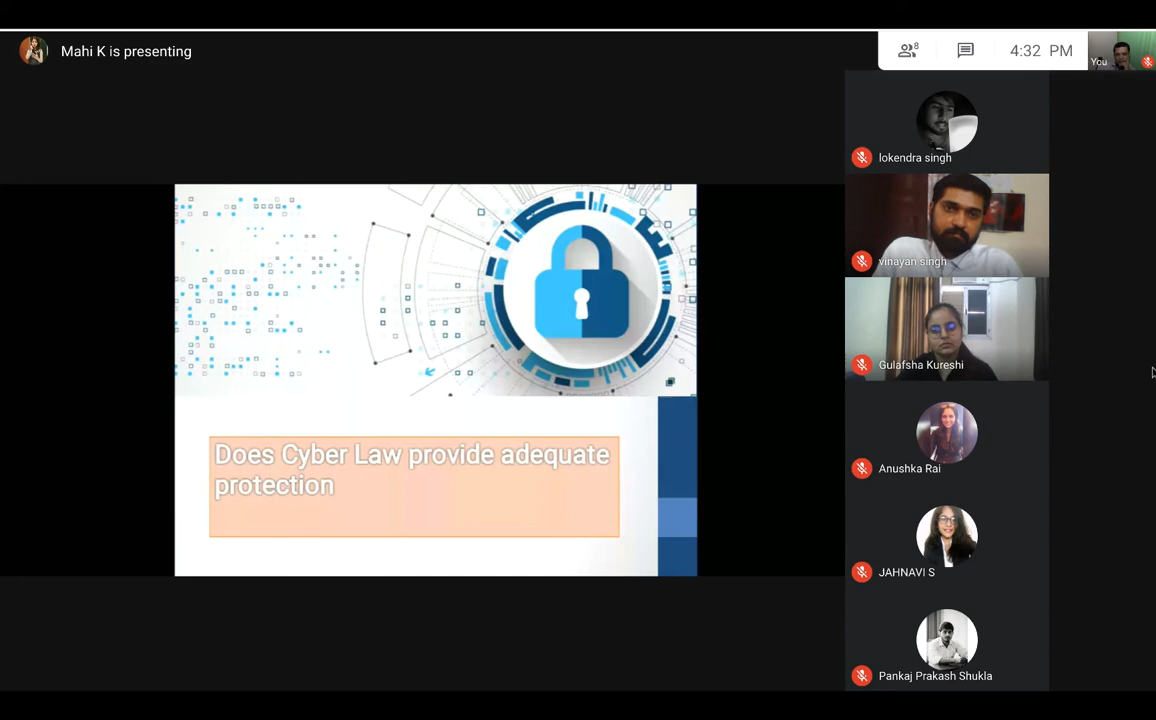 Mahi K is presenting
8
4:32 PM
You
lokendra singh
vinayan singh
Gulafsha Kureshi
Does Cyber Law provide adequate
protection
Anushka Rai
JAHNAVI S
Pankaj Prakash Shukla